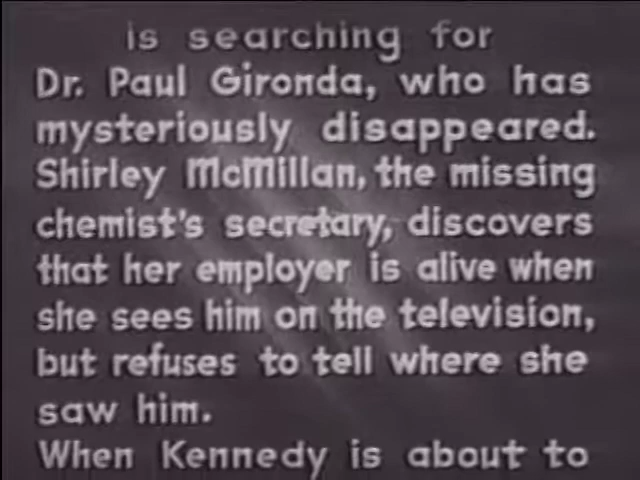 is searching for
Dr. Paul Gironda, who has
mysteriously disappeared.
Shirley McMillan, the missing
chemist's secretary, discovers
that her employer is alive when
she sees him on the television,
but refuses to tell where she
saw him.
When Kennedy is about to